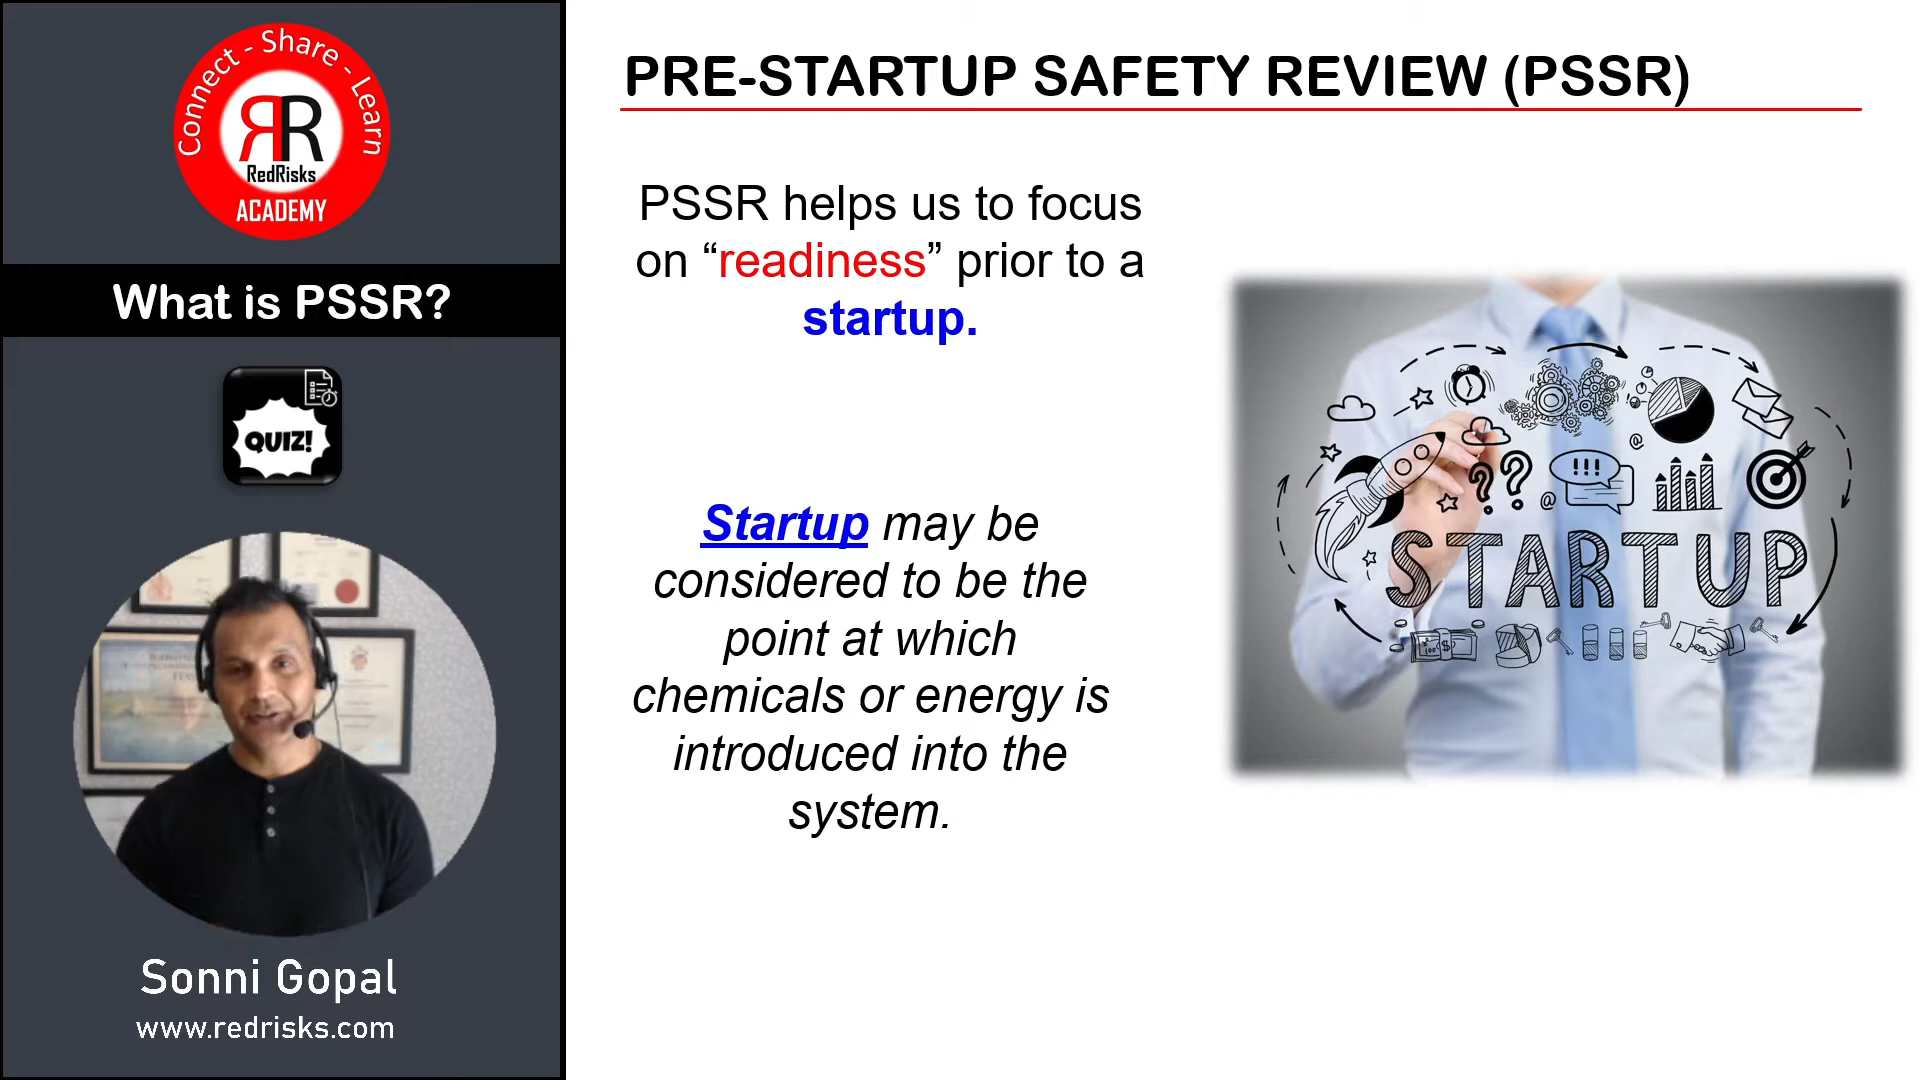 Connect - Share - Learn
RR
RedRisks
ACADEMY
What is PSSR?
QUIZ!
Sonni Gopal
www.redrisks.com
PRE-STARTUP SAFETY REVIEW (PSSR)
PSSR helps us to focus
on “readiness” prior to a
startup.
Startup may be
considered to be the
point at which
chemicals or energy is
introduced into the
system.
@
? ?
@
!!!
STARTUP
$